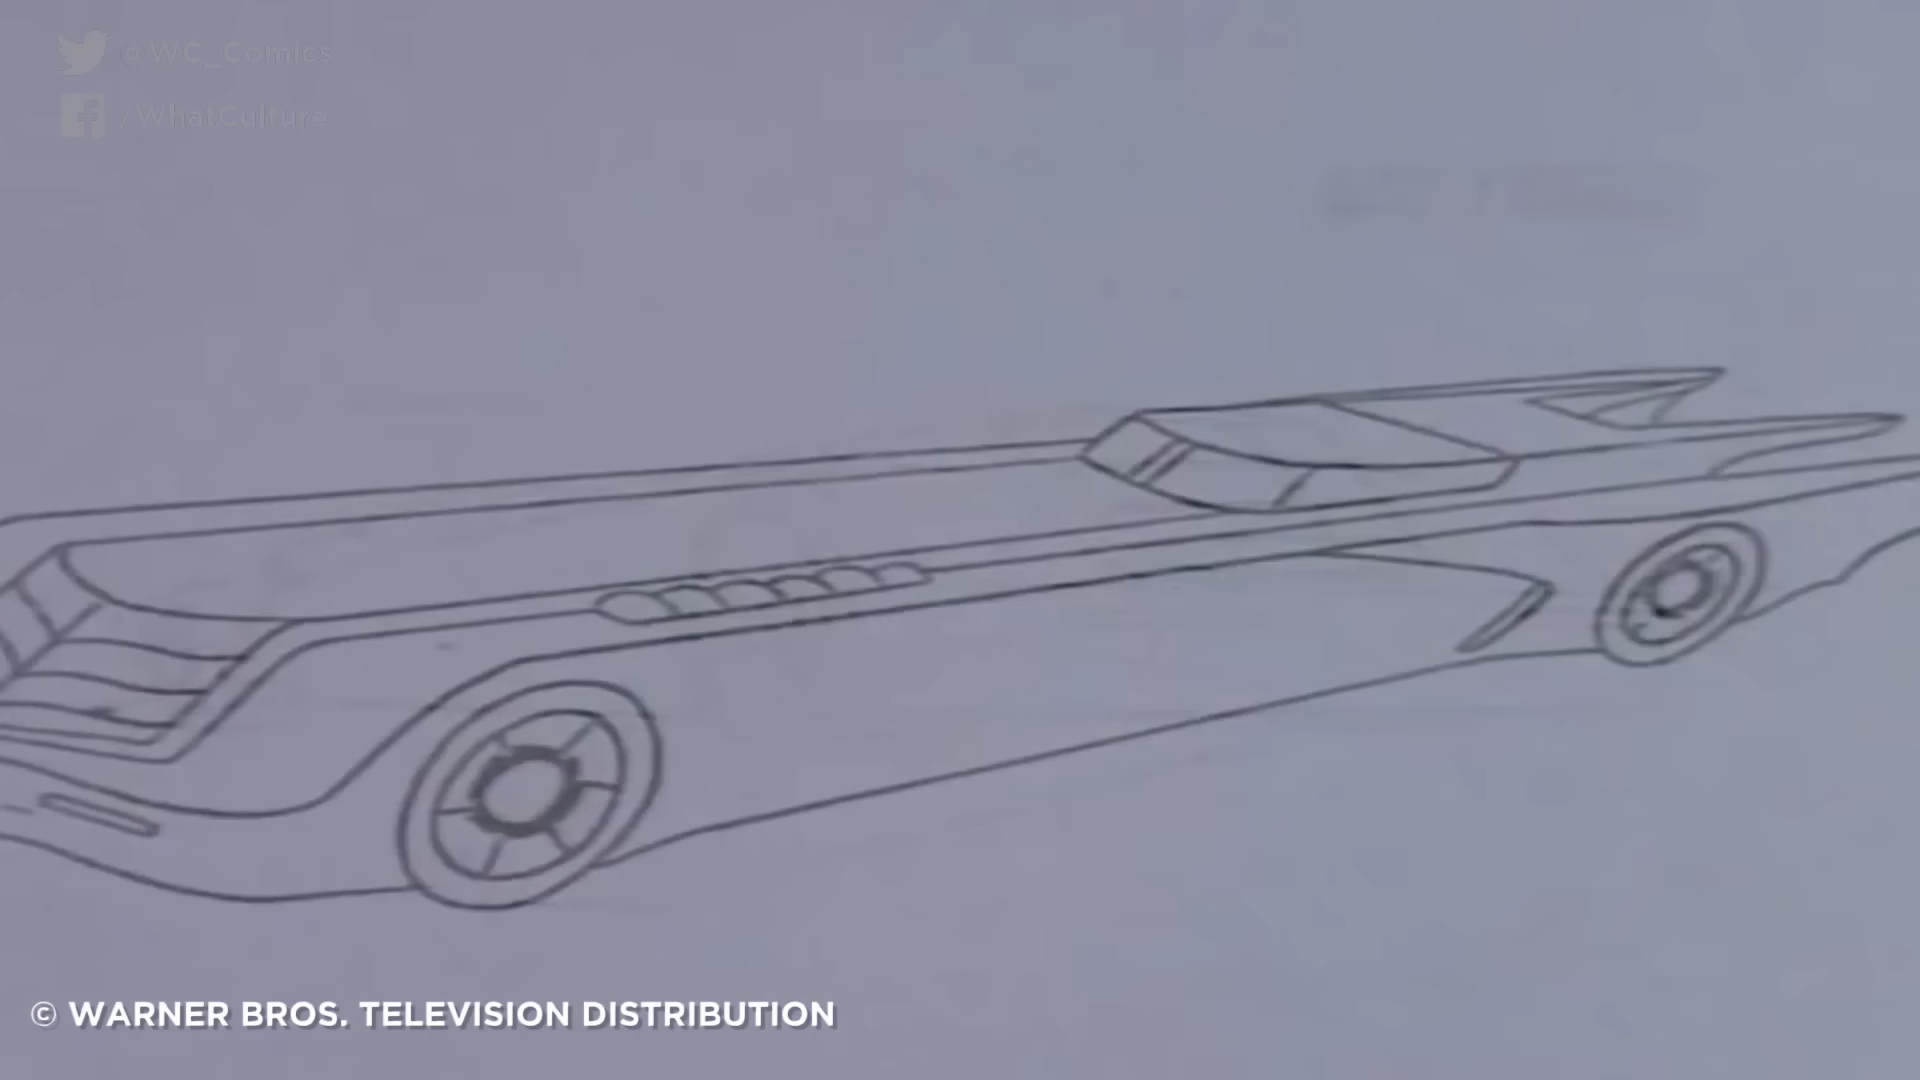 @WC_Comics
/WhatCulture
© WARNER BROS. TELEVISION DISTRIBUTION